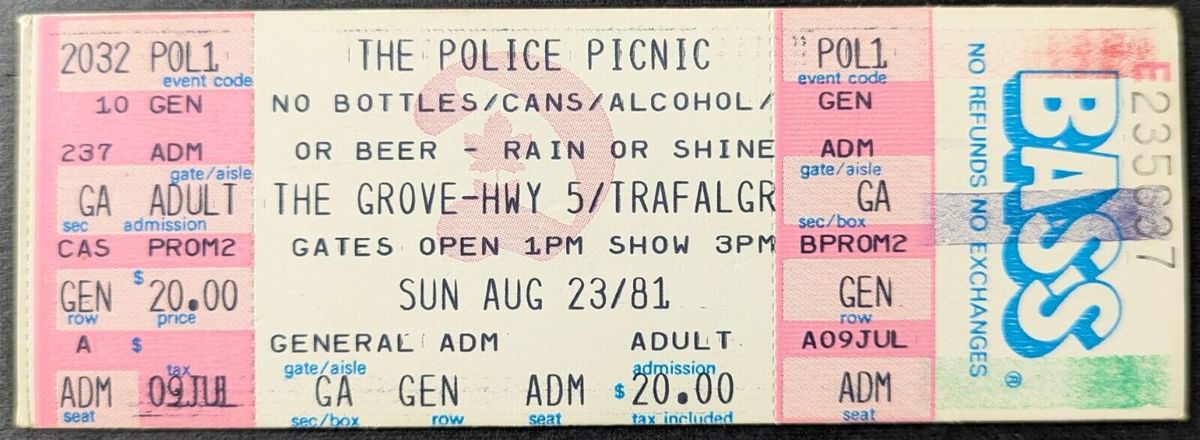 2032 POL1
event code
10 GEN
237 ADM
gate/aisle
GA ADULT
sec admission
CAS PROM2
GEN $ 20.00
row price
A $
tax
ADM 09JUL
seat
THE POLICE PICNIC
NO BOTTLES/CANS/ALCOHOL/
OR BEER - RAIN OR SHINE
THE GROVE-HWY 5/TRAFALGR
GATES OPEN 1PM SHOW 3PM
SUN AUG 23/81
GENERAL ADM ADULT
gate/aisle admission
GA GEN ADM $ 20.00
sec/box row seat tax included
POL1
event code
GEN
ADM
gate/aisle
GA
sec/box
BPROM2
GEN
row
A09JUL
ADM
seat
NO REFUNDS NO EXCHANGES
BASS®
E235637